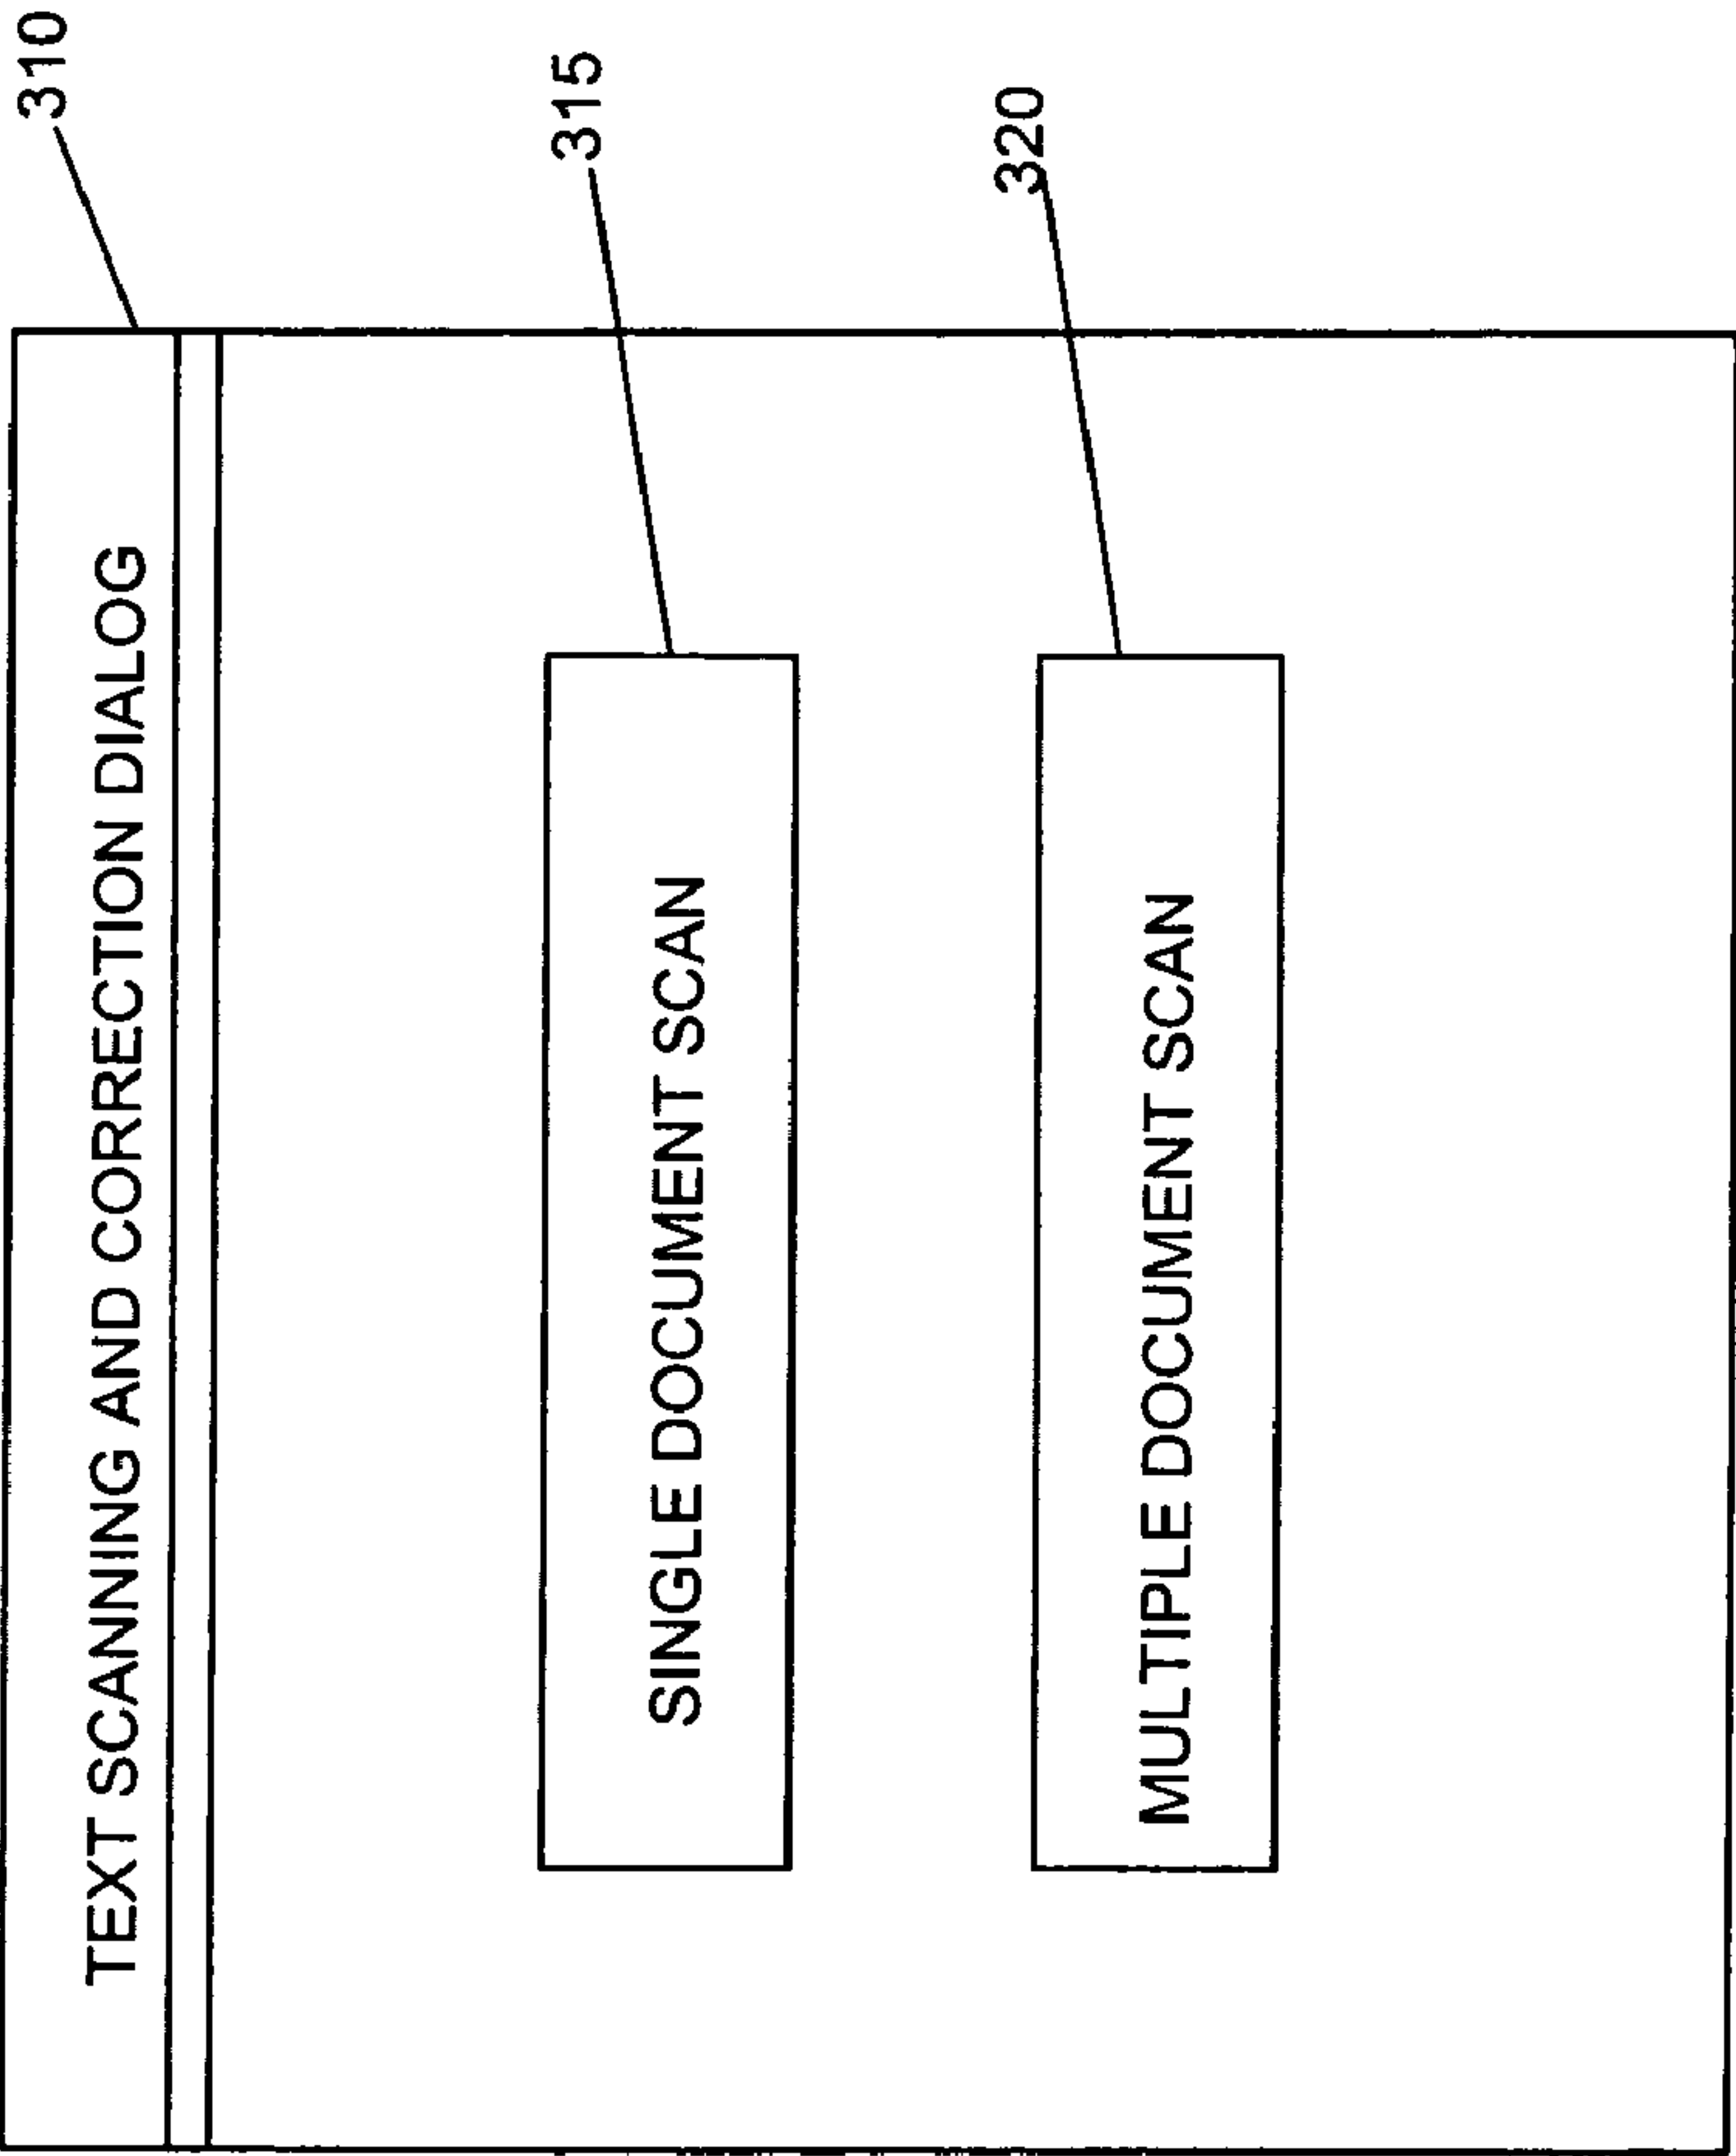 310
TEXT SCANNING AND CORRECTION DIALOG
315
SINGLE DOCUMENT SCAN
320
MULTIPLE DOCUMENT SCAN